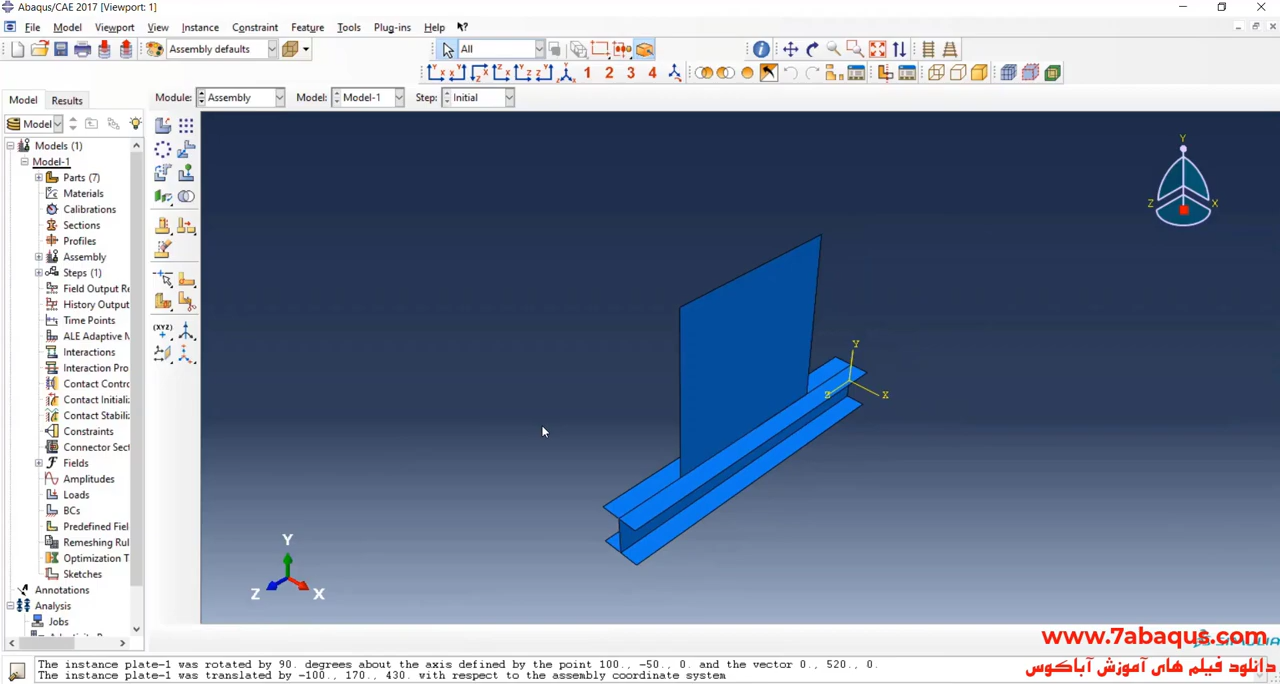 Abaqus/CAE 2017 [Viewport: 1]
File Model Viewport View Instance Constraint Feature Tools Plug-ins Help
Assembly defaults All
1 2 3 4
Model Results Module: Assembly Model: Model-1 Step: Initial
Model
Models (1)
Model-1
Parts (7)
Materials
Calibrations
Sections
Profiles
Assembly
Steps (1)
Field Output Re
History Output
Time Points
ALE Adaptive M
Interactions
Interaction Pro
Contact Contro
Contact Initializ
Contact Stabiliz
Constraints
Connector Sect
Fields
Amplitudes
Loads
BCs
Predefined Fiel
Remeshing Rul
Optimization T
Sketches
Annotations
Analysis
Jobs
(XYZ)
Y
Z X
Y
Z X
Y
Z X
www.7abaqus.com
دانلود فیلم های آموزش آباکوس
The instance plate-1 was rotated by 90. degrees about the axis defined by the point 100., -50., 0. and the vector 0., 520., 0.
The instance plate-1 was translated by -100., 170., 430. with respect to the assembly coordinate system